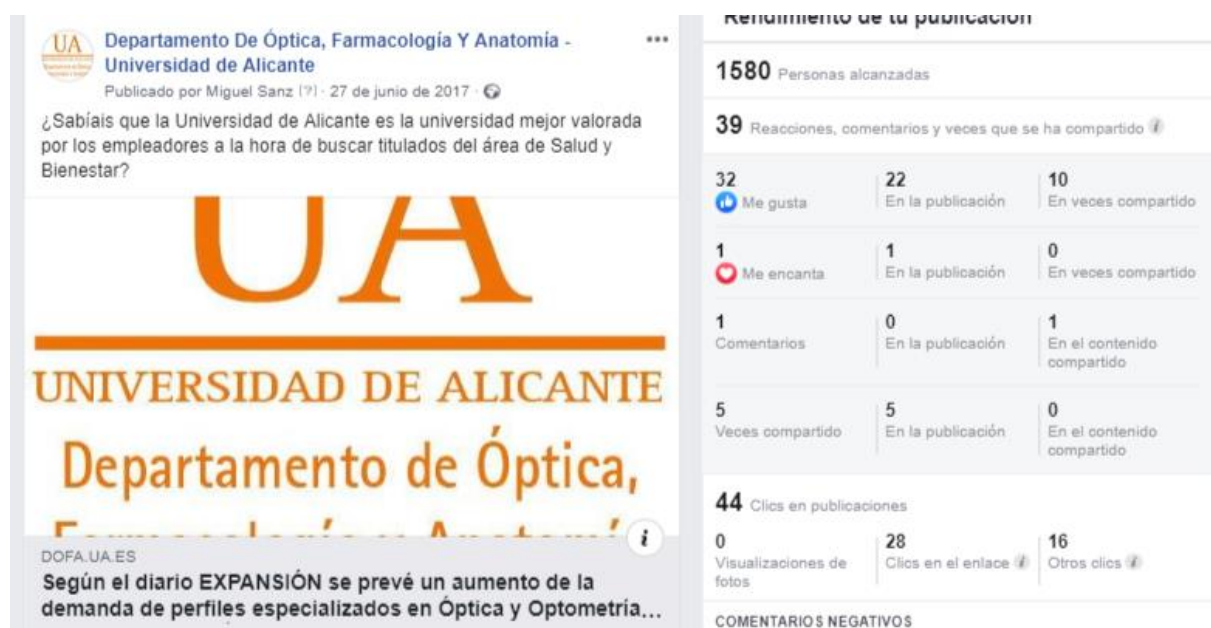 UA
Departamento De Óptica, Farmacología Y Anatomía -
Universidad de Alicante
Publicado por Miguel Sanz [?] · 27 de junio de 2017 ·
¿Sabíais que la Universidad de Alicante es la universidad mejor valorada
por los empleadores a la hora de buscar titulados del área de Salud y
Bienestar?
UA
UNIVERSIDAD DE ALICANTE
Departamento de Óptica,
Farmacología y Anatomía
DOFA.UA.ES
Según el diario EXPANSIÓN se prevé un aumento de la
demanda de perfiles especializados en Óptica y Optometría...
Rendimiento de tu publicación
1580 Personas alcanzadas
39 Reacciones, comentarios y veces que se ha compartido i
32 22 10
Me gusta En la publicación En veces compartido
1 1 0
Me encanta En la publicación En veces compartido
1 0 1
Comentarios En la publicación En el contenido
compartido
5 5 0
Veces compartido En la publicación En el contenido
compartido
44 Clics en publicaciones
0 28 16
Visualizaciones de Clics en el enlace i Otros clics i
fotos
COMENTARIOS NEGATIVOS